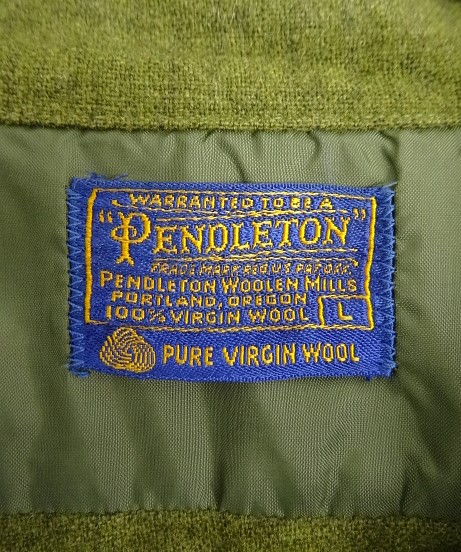 WARRANTED TO BE A
"PENDLETON"
TRADE MARK REG. U.S. PAT. OFF.
PENDLETON WOOLEN MILLS
PORTLAND, OREGON
100% VIRGIN WOOL L
PURE VIRGIN WOOL